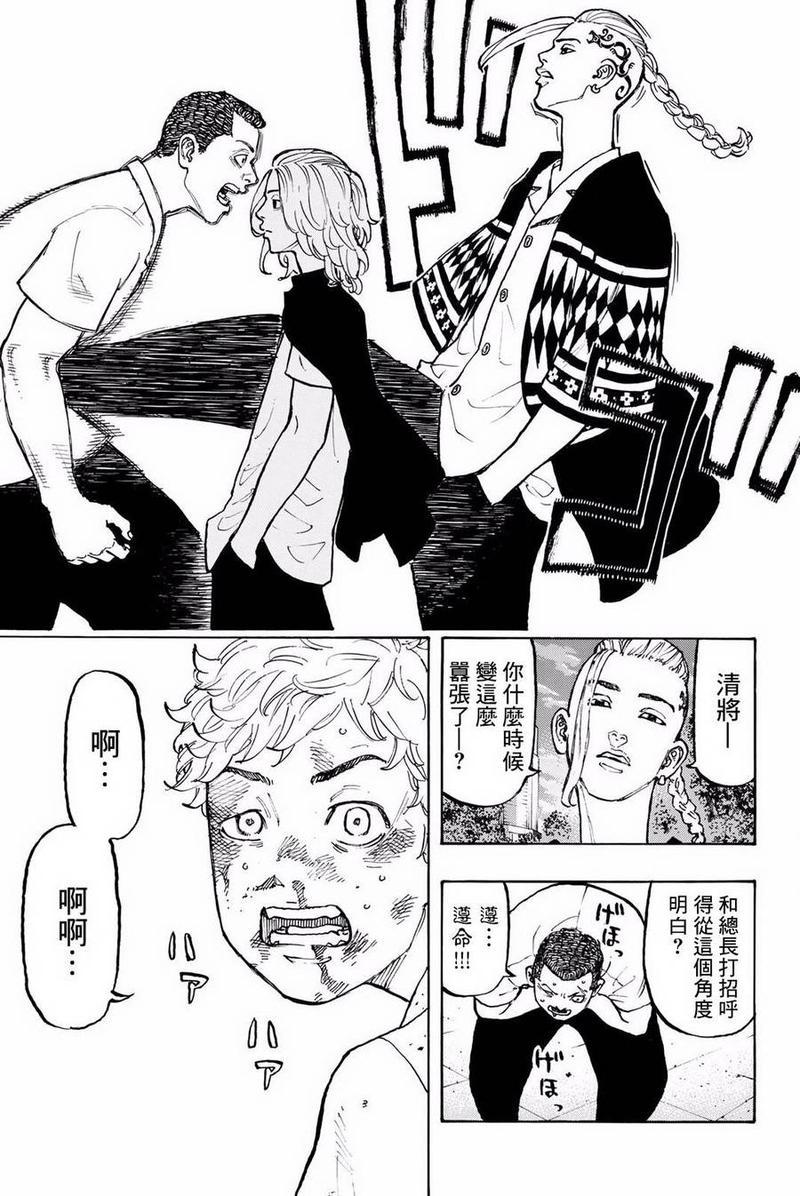 清將—
你什麼時候
變這麼
囂張了—?
和總長打招呼
得從這個角度
明白?
遵…
遵命!!!
げほっ
げほっ
啊…
啊啊…
ハァ
ハァ